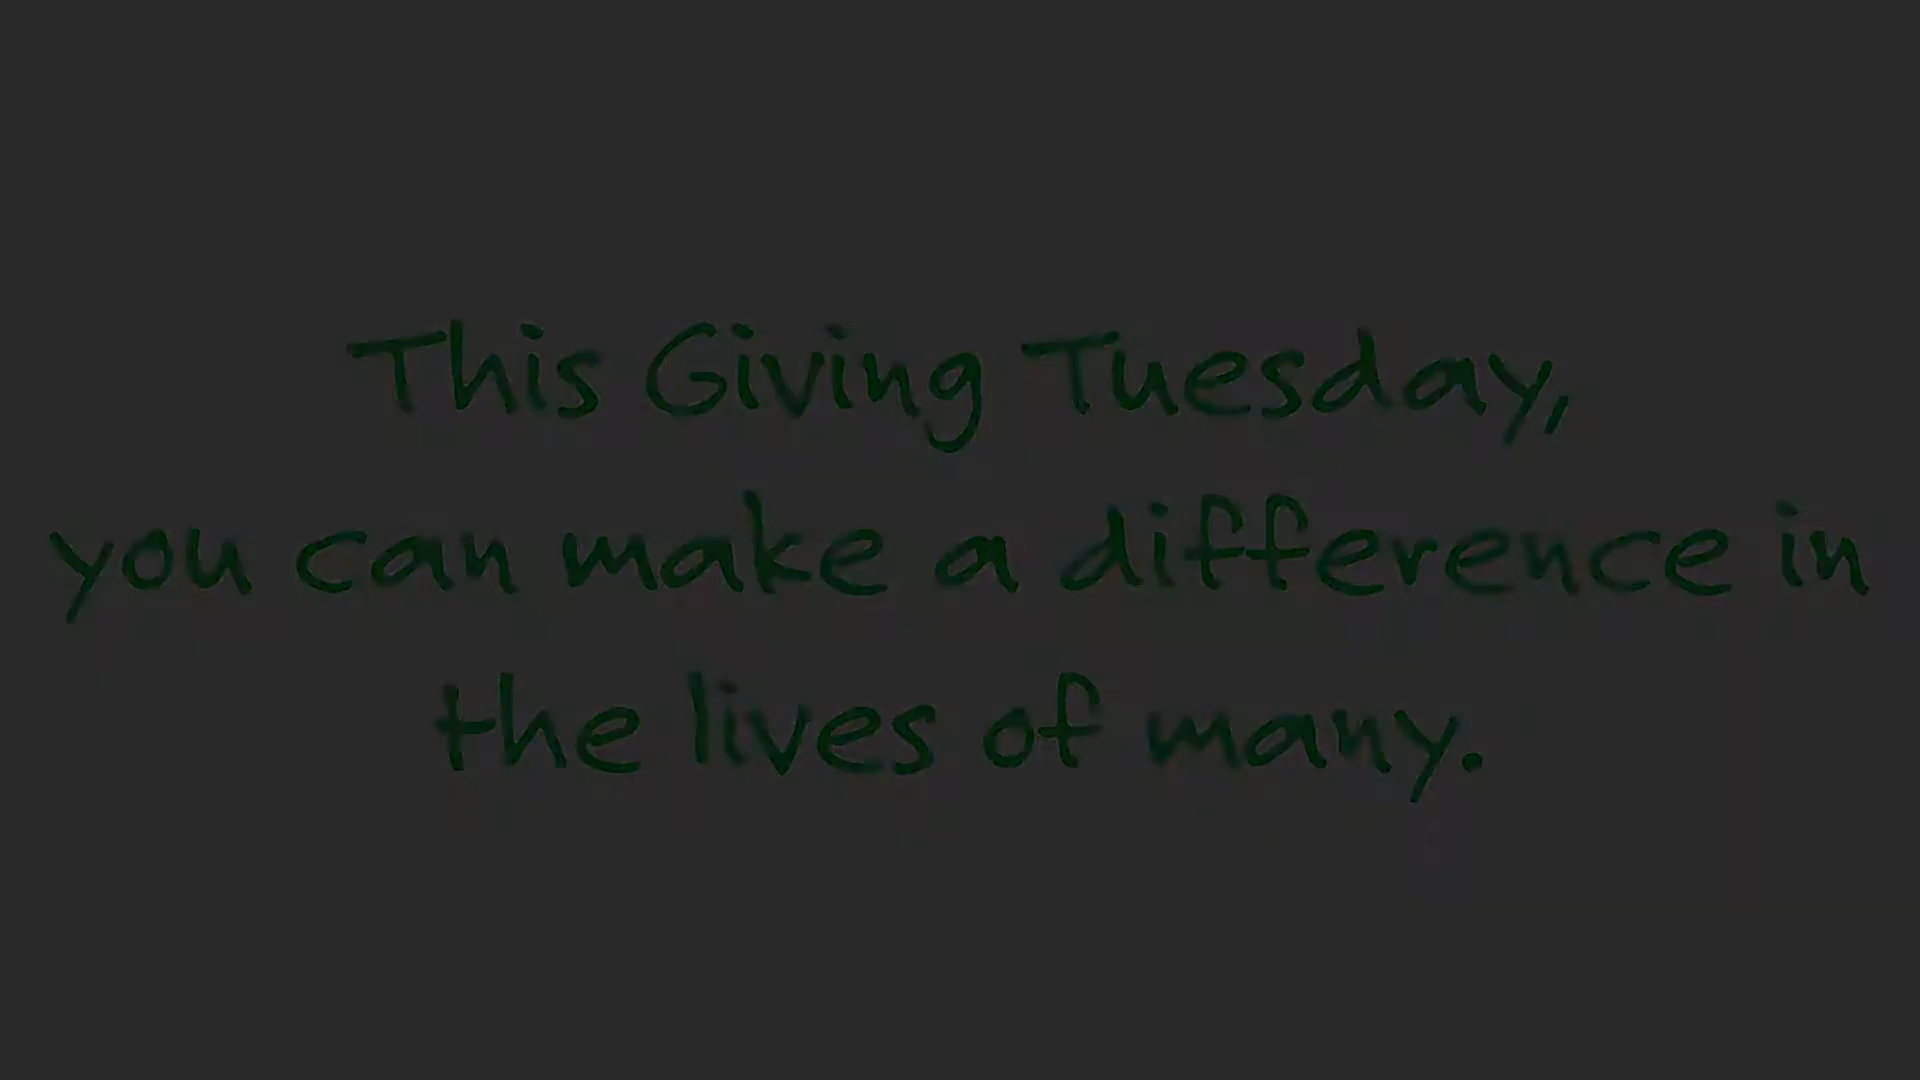 This Giving Tuesday,
you can make a difference in
the lives of many.